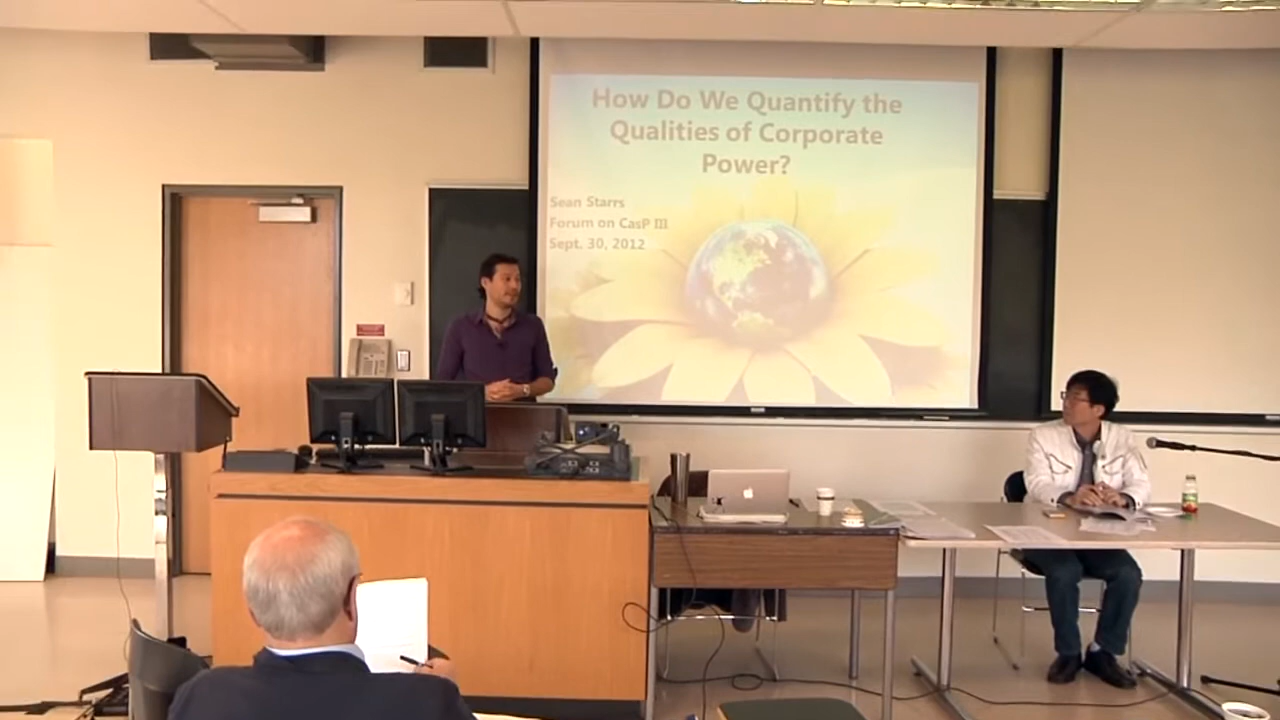 How Do We Quantify the
Qualities of Corporate
Power?
Sean Starrs
Forum on CasP III
Sept. 30, 2012